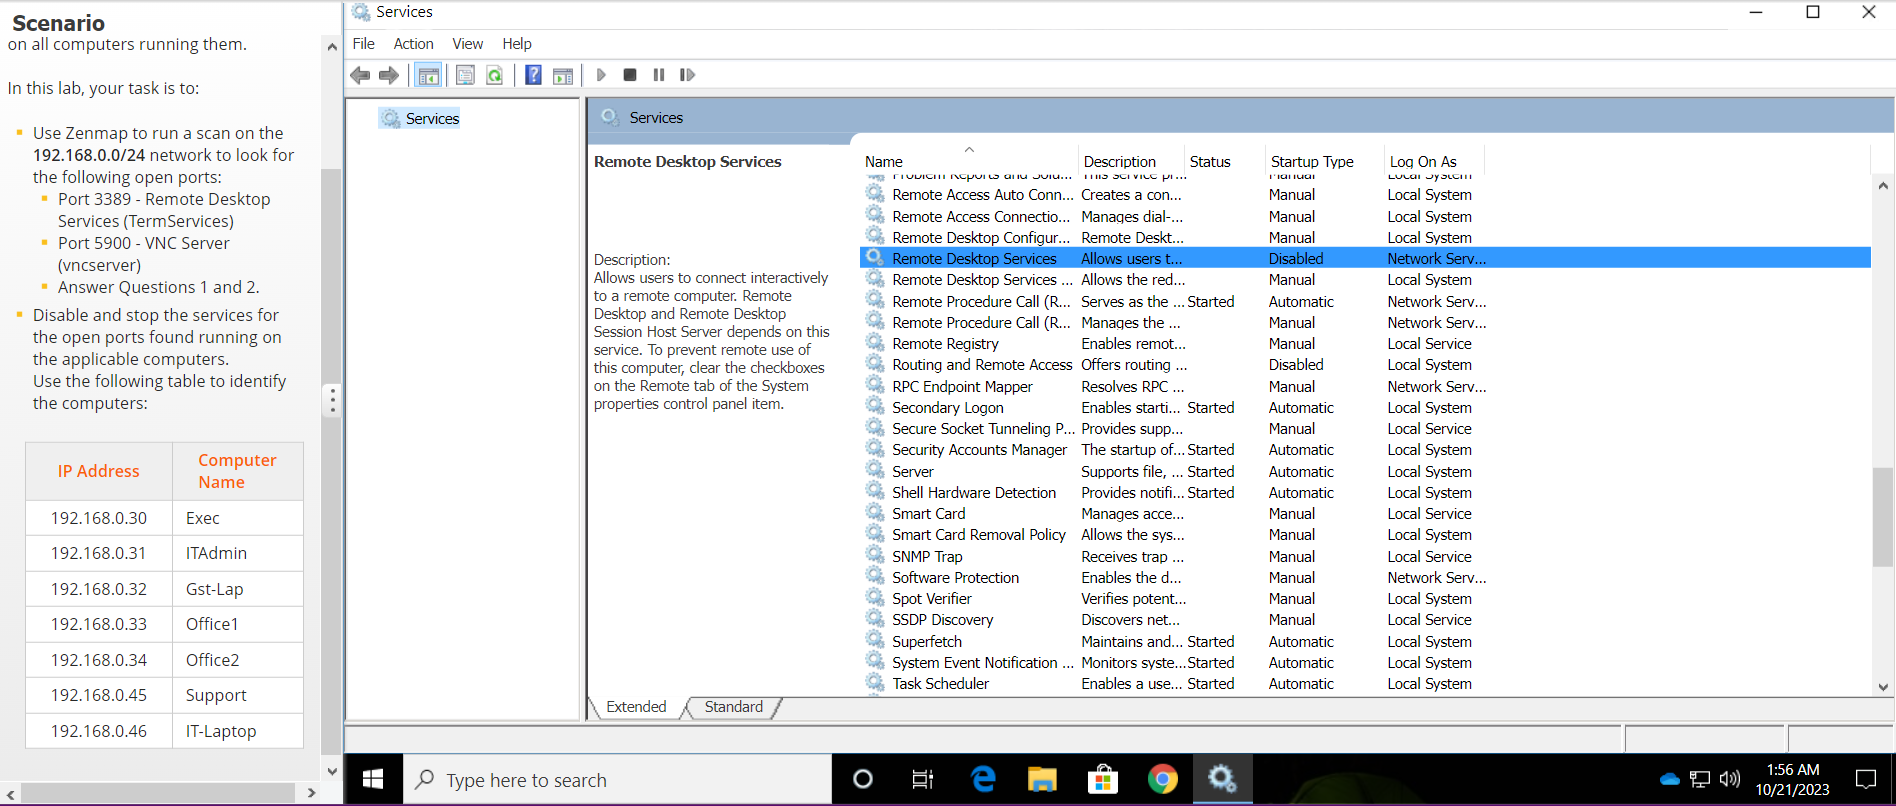 Scenario
on all computers running them.
In this lab, your task is to:
Use Zenmap to run a scan on the
192.168.0.0/24 network to look for
the following open ports:
Port 3389 - Remote Desktop
Services (TermServices)
Port 5900 - VNC Server
(vncserver)
Answer Questions 1 and 2.
Disable and stop the services for
the open ports found running on
the applicable computers.
Use the following table to identify
the computers:
IP Address Computer Name
192.168.0.30 Exec
192.168.0.31 ITAdmin
192.168.0.32 Gst-Lap
192.168.0.33 Office1
192.168.0.34 Office2
192.168.0.45 Support
192.168.0.46 IT-Laptop
Services
File Action View Help
Services
Services
Remote Desktop Services
Description:
Allows users to connect interactively
to a remote computer. Remote
Desktop and Remote Desktop
Session Host Server depends on this
service. To prevent remote use of
this computer, clear the checkboxes
on the Remote tab of the System
properties control panel item.
Name Description Status Startup Type Log On As
Problem Reports and Solu... This service pr... Manual Local System
Remote Access Auto Conn... Creates a con... Manual Local System
Remote Access Connectio... Manages dial-... Manual Local System
Remote Desktop Configur... Remote Deskt... Manual Local System
Remote Desktop Services Allows users t... Disabled Network Serv...
Remote Desktop Services ... Allows the red... Manual Local System
Remote Procedure Call (R... Serves as the ... Started Automatic Network Serv...
Remote Procedure Call (R... Manages the ... Manual Network Serv...
Remote Registry Enables remot... Manual Local Service
Routing and Remote Access Offers routing ... Disabled Local System
RPC Endpoint Mapper Resolves RPC ... Manual Network Serv...
Secondary Logon Enables starti... Started Automatic Local System
Secure Socket Tunneling P... Provides supp... Manual Local Service
Security Accounts Manager The startup of... Started Automatic Local System
Server Supports file, ... Started Automatic Local System
Shell Hardware Detection Provides notifi... Started Automatic Local System
Smart Card Manages acce... Manual Local Service
Smart Card Removal Policy Allows the sys... Manual Local System
SNMP Trap Receives trap ... Manual Local Service
Software Protection Enables the d... Manual Network Serv...
Spot Verifier Verifies potent... Manual Local System
SSDP Discovery Discovers net... Manual Local Service
Superfetch Maintains and... Started Automatic Local System
System Event Notification ... Monitors syste... Started Automatic Local System
Task Scheduler Enables a use... Started Automatic Local System
Extended Standard
Type here to search
1:56 AM
10/21/2023